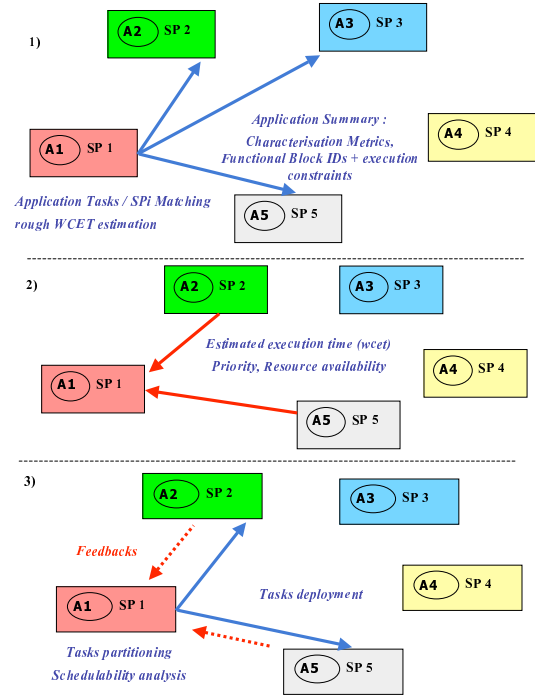 1)
A2 SP 2
A3 SP 3
A4 SP 4
A1 SP 1
A5 SP 5
Application Summary :
Characterisation Metrics,
Functional Block IDs + execution
constraints
Application Tasks / SPi Matching
rough WCET estimation
2)
A2 SP 2
A3 SP 3
Estimated execution time (wcet)
Priority, Resource availability
A1 SP 1
A4 SP 4
A5 SP 5
3)
A2 SP 2
A3 SP 3
Feedbacks
A4 SP 4
A1 SP 1
Tasks deployment
Tasks partitioning
Schedulability analysis
A5 SP 5